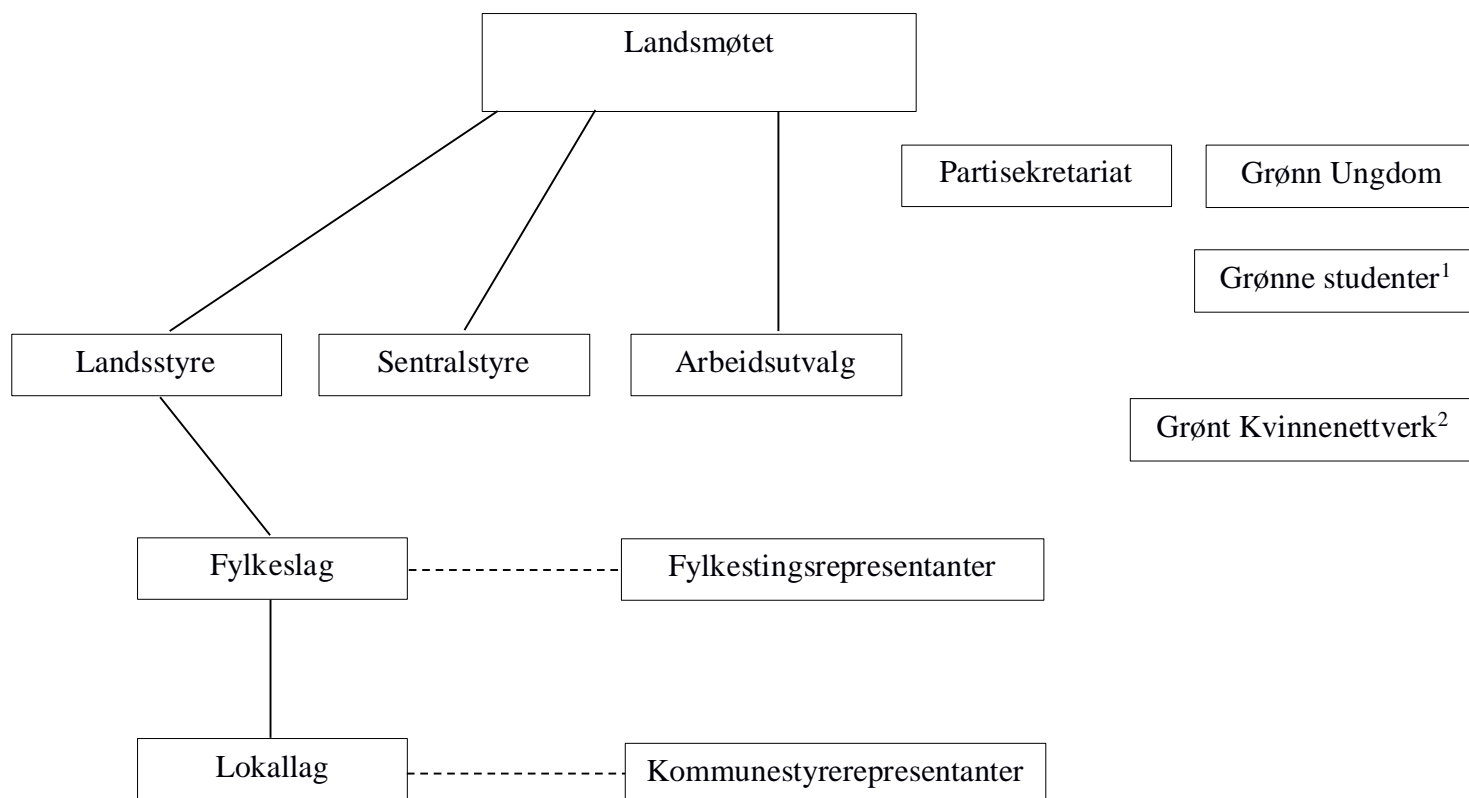 Landsmøtet
Partisekretariat
Grønn Ungdom
Grønne studenter¹
Landsstyre
Sentralstyre
Arbeidsutvalg
Grønt Kvinnenettverk²
Fylkeslag
Fylkestingsrepresentanter
Lokallag
Kommunestyrerepresentanter